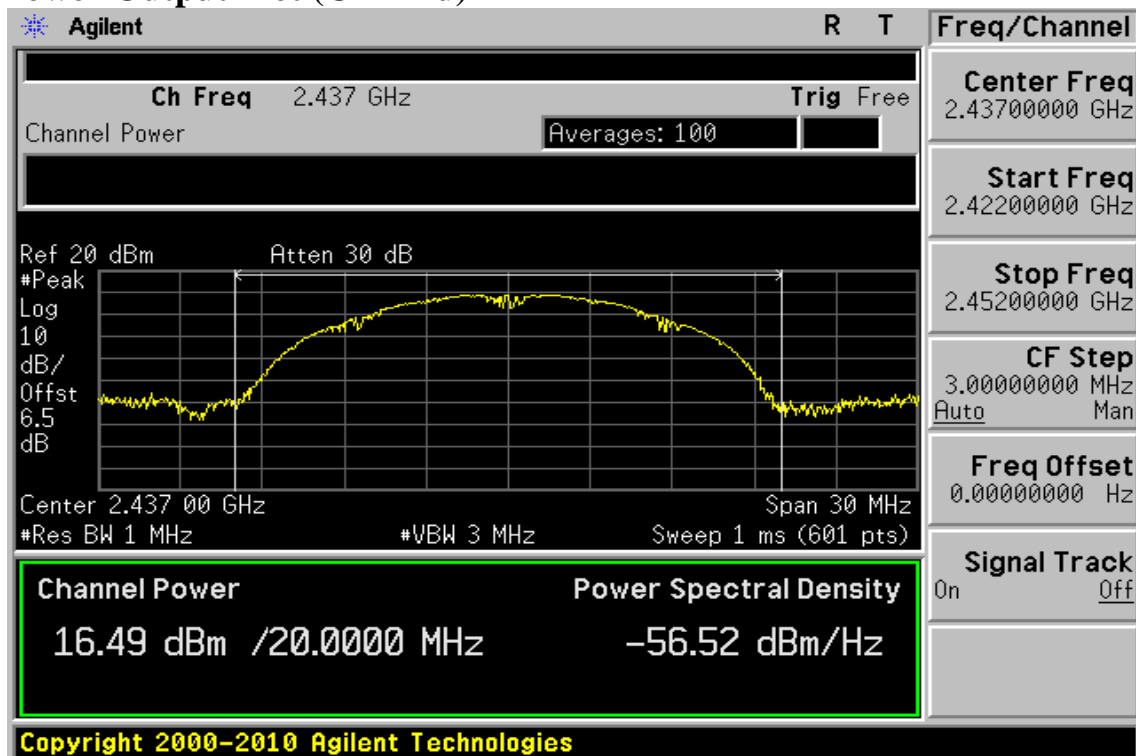 Agilent R T
Freq/Channel
Ch Freq 2.437 GHz Trig Free
Channel Power Averages: 100
Ref 20 dBm Atten 30 dB
#Peak
Log
10
dB/
Offst
6.5
dB
Center 2.437 00 GHz Span 30 MHz
#Res BW 1 MHz #VBW 3 MHz Sweep 1 ms (601 pts)
Channel Power Power Spectral Density
16.49 dBm /20.0000 MHz -56.52 dBm/Hz
Center Freq
2.43700000 GHz
Start Freq
2.42200000 GHz
Stop Freq
2.45200000 GHz
CF Step
3.00000000 MHz
Auto Man
Freq Offset
0.00000000 Hz
Signal Track
On Off
Copyright 2000-2010 Agilent Technologies